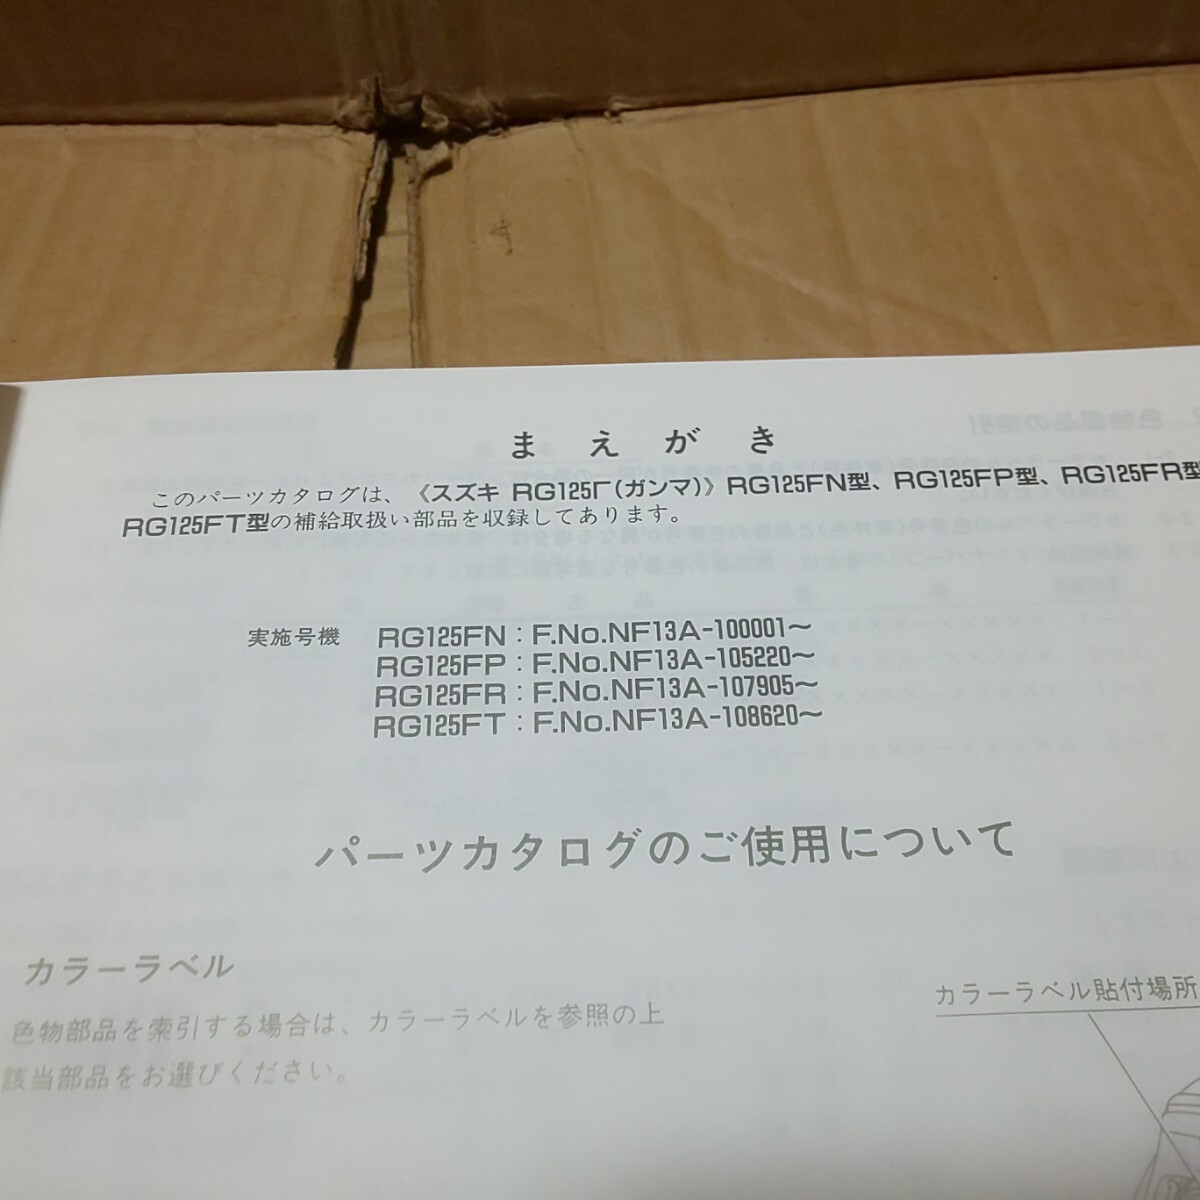 まえがき
このパーツカタログは、《スズキ RG125Γ(ガンマ)》RG125FN型、RG125FP型、RG125FR型
RG125FT型の補給取扱い部品を収録してあります。
実施号機 RG125FN : F.No.NF13A-100001〜
RG125FP : F.No.NF13A-105220〜
RG125FR : F.No.NF13A-107905〜
RG125FT : F.No.NF13A-108620〜
パーツカタログのご使用について
カラーラベル
色物部品を索引する場合は、カラーラベルを参照の上
該当部品をお選びください。
カラーラベル貼付場所